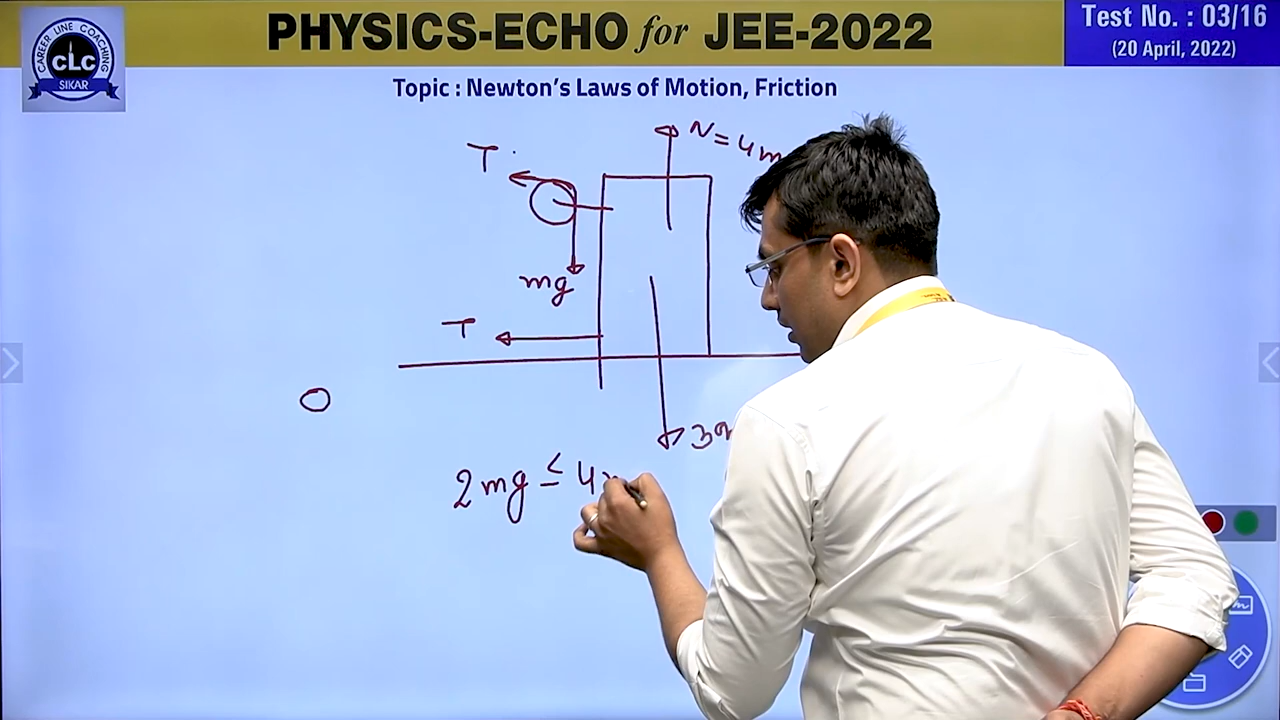 PHYSICS-ECHO for JEE-2022
Test No. : 03/16
(20 April, 2022)
CAREER LINE COACHING
CLC
SIKAR
Topic : Newton's Laws of Motion, Friction
N = 4m
T
mg
T
3
2mg ≤ 4